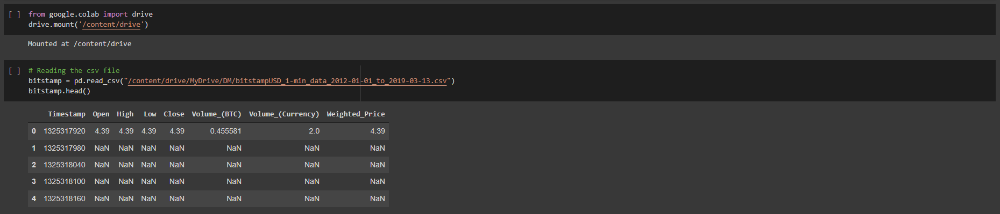 [ ] from google.colab import drive
drive.mount('/content/drive')
Mounted at /content/drive
[ ] # Reading the csv file
bitstamp = pd.read_csv("/content/drive/MyDrive/DM/bitstampUSD_1-min_data_2012-01-01_to_2019-03-13.csv")
bitstamp.head()
Timestamp Open High Low Close Volume_(BTC) Volume_(Currency) Weighted_Price
0 1325317920 4.39 4.39 4.39 4.39 0.455581 2.0 4.39
1 1325317980 NaN NaN NaN NaN NaN NaN NaN
2 1325318040 NaN NaN NaN NaN NaN NaN NaN
3 1325318100 NaN NaN NaN NaN NaN NaN NaN
4 1325318160 NaN NaN NaN NaN NaN NaN NaN